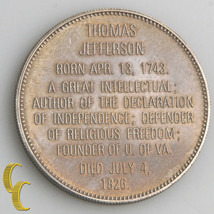 THOMAS
JEFFERSON
BORN APR. 13, 1743.
A GREAT INTELLECTUAL;
AUTHOR OF THE DECLARATION
OF INDEPENDENCE; DEFENDER
OF RELIGIOUS FREEDOM;
FOUNDER OF U. OF VA.
DIED JULY 4,
1826.